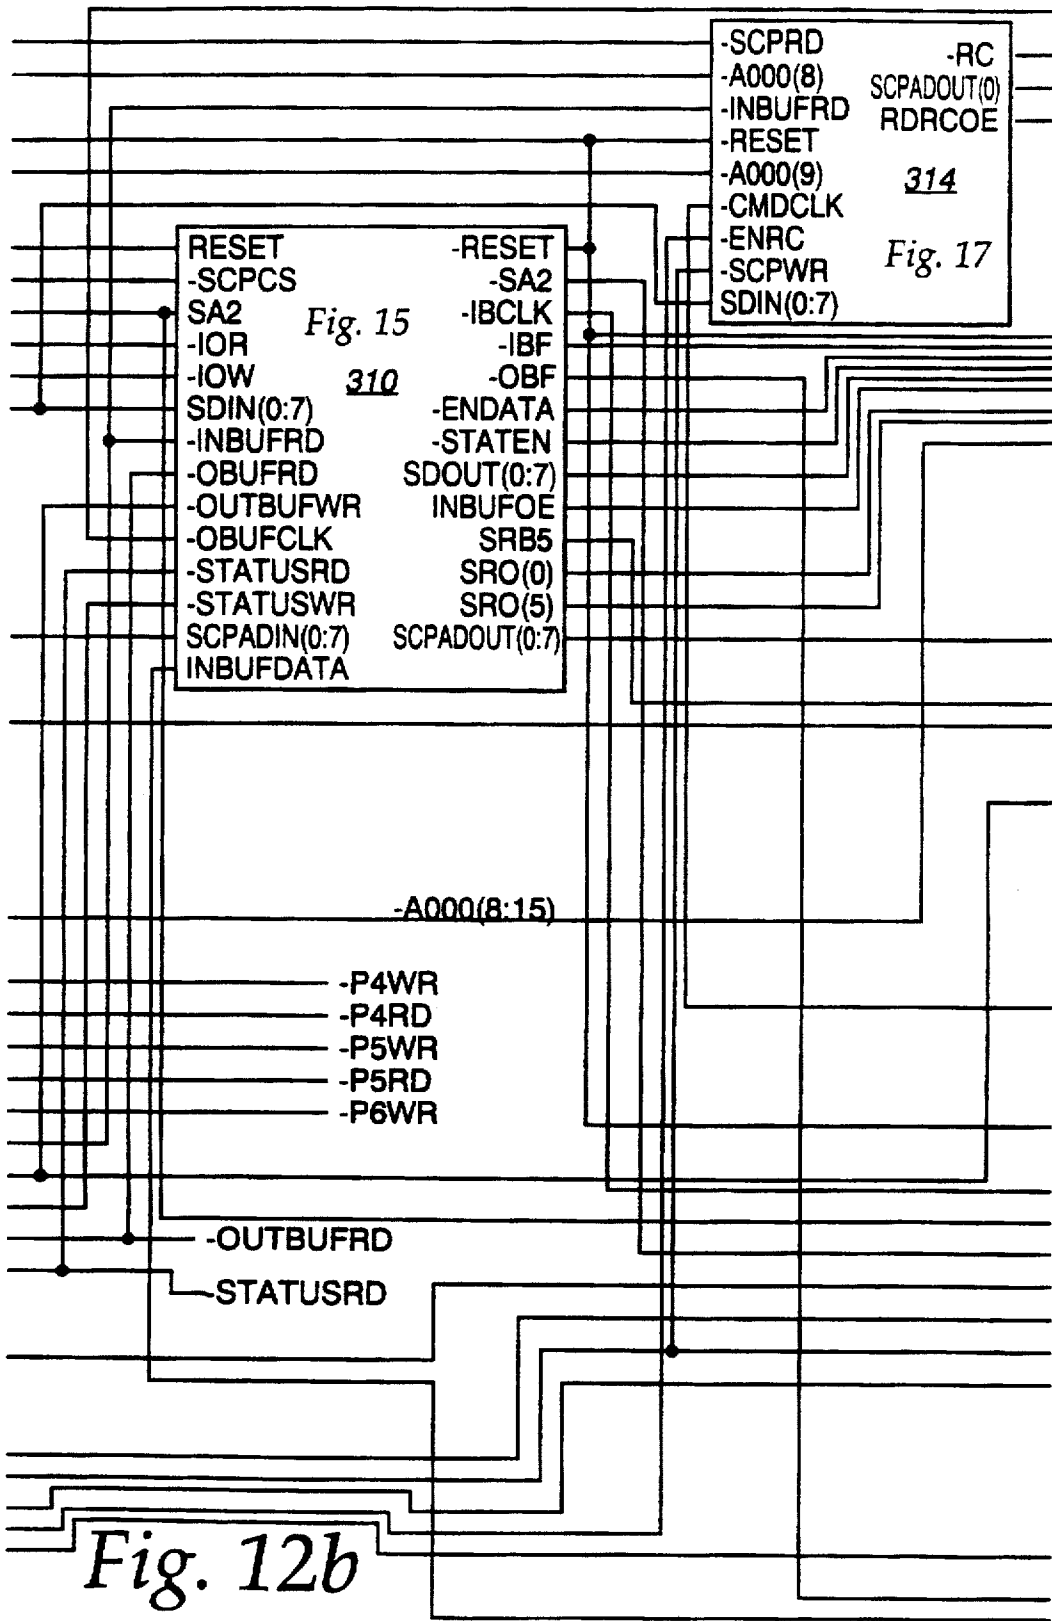 -SCPRD
-RC
-A000(8)
SCPADOUT(0)
-INBUFRD
RDRCOE
-RESET
-A000(9)
314
-CMDCLK
-ENRC
Fig. 17
-SCPWR
SDIN(0:7)
RESET
-RESET
-SCPCS
-SA2
SA2
Fig. 15
-IBCLK
-IOR
-IBF
-IOW
310
-OBF
SDIN(0:7)
-ENDATA
-INBUFRD
-STATEN
-OBUFRD
SDOUT(0:7)
-OUTBUFWR
INBUFOE
-OBUFCLK
SRB5
-STATUSRD
SRO(0)
-STATUSWR
SRO(5)
SCPADIN(0:7)
SCPADOUT(0:7)
INBUFDATA
-A000(8:15)
-P4WR
-P4RD
-P5WR
-P5RD
-P6WR
-OUTBUFRD
-STATUSRD
Fig. 12b